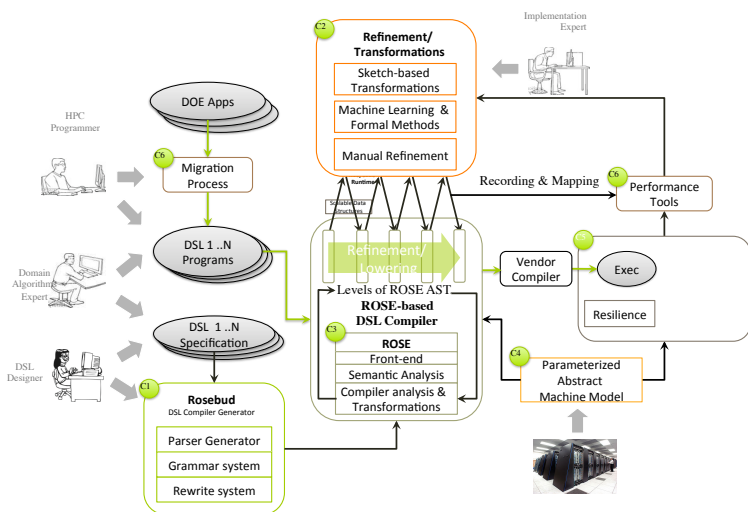 C2
Refinement/
Transformations
Sketch-based
Transformations
Machine Learning &
Formal Methods
Manual Refinement
Implementation
Expert
HPC
Programmer
DOE Apps
C6
Migration
Process
Runtime
Scalable Data
Structures
Recording & Mapping
C6
Performance
Tools
DSL 1 ..N
Programs
Refinement/
Lowering
Vendor
Compiler
C5
Exec
Resilience
Domain
Algorithm
Expert
Levels of ROSE AST
ROSE-based
DSL Compiler
DSL 1 ..N
Specification
C3
ROSE
Front-end
Semantic Analysis
Compiler analysis &
Transformations
C4
Parameterized
Abstract
Machine Model
DSL
Designer
C1
Rosebud
DSL Compiler Generator
Parser Generator
Grammar system
Rewrite system